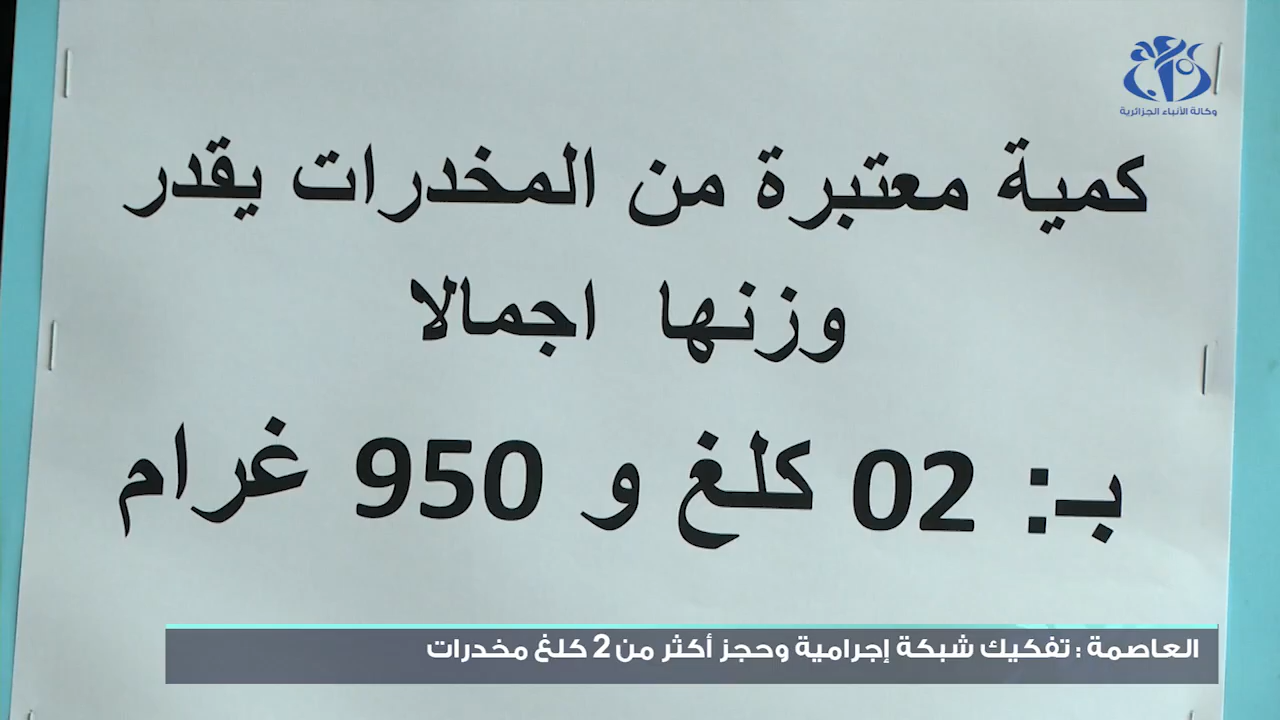 وكالة الأنباء الجزائرية
كمية معتبرة من المخدرات يقدر
وزنها اجمالا
بـ: 02 كلغ و 950 غرام
العاصمة : تفكيك شبكة إجرامية وحجز أكثر من 2 كلغ مخدرات